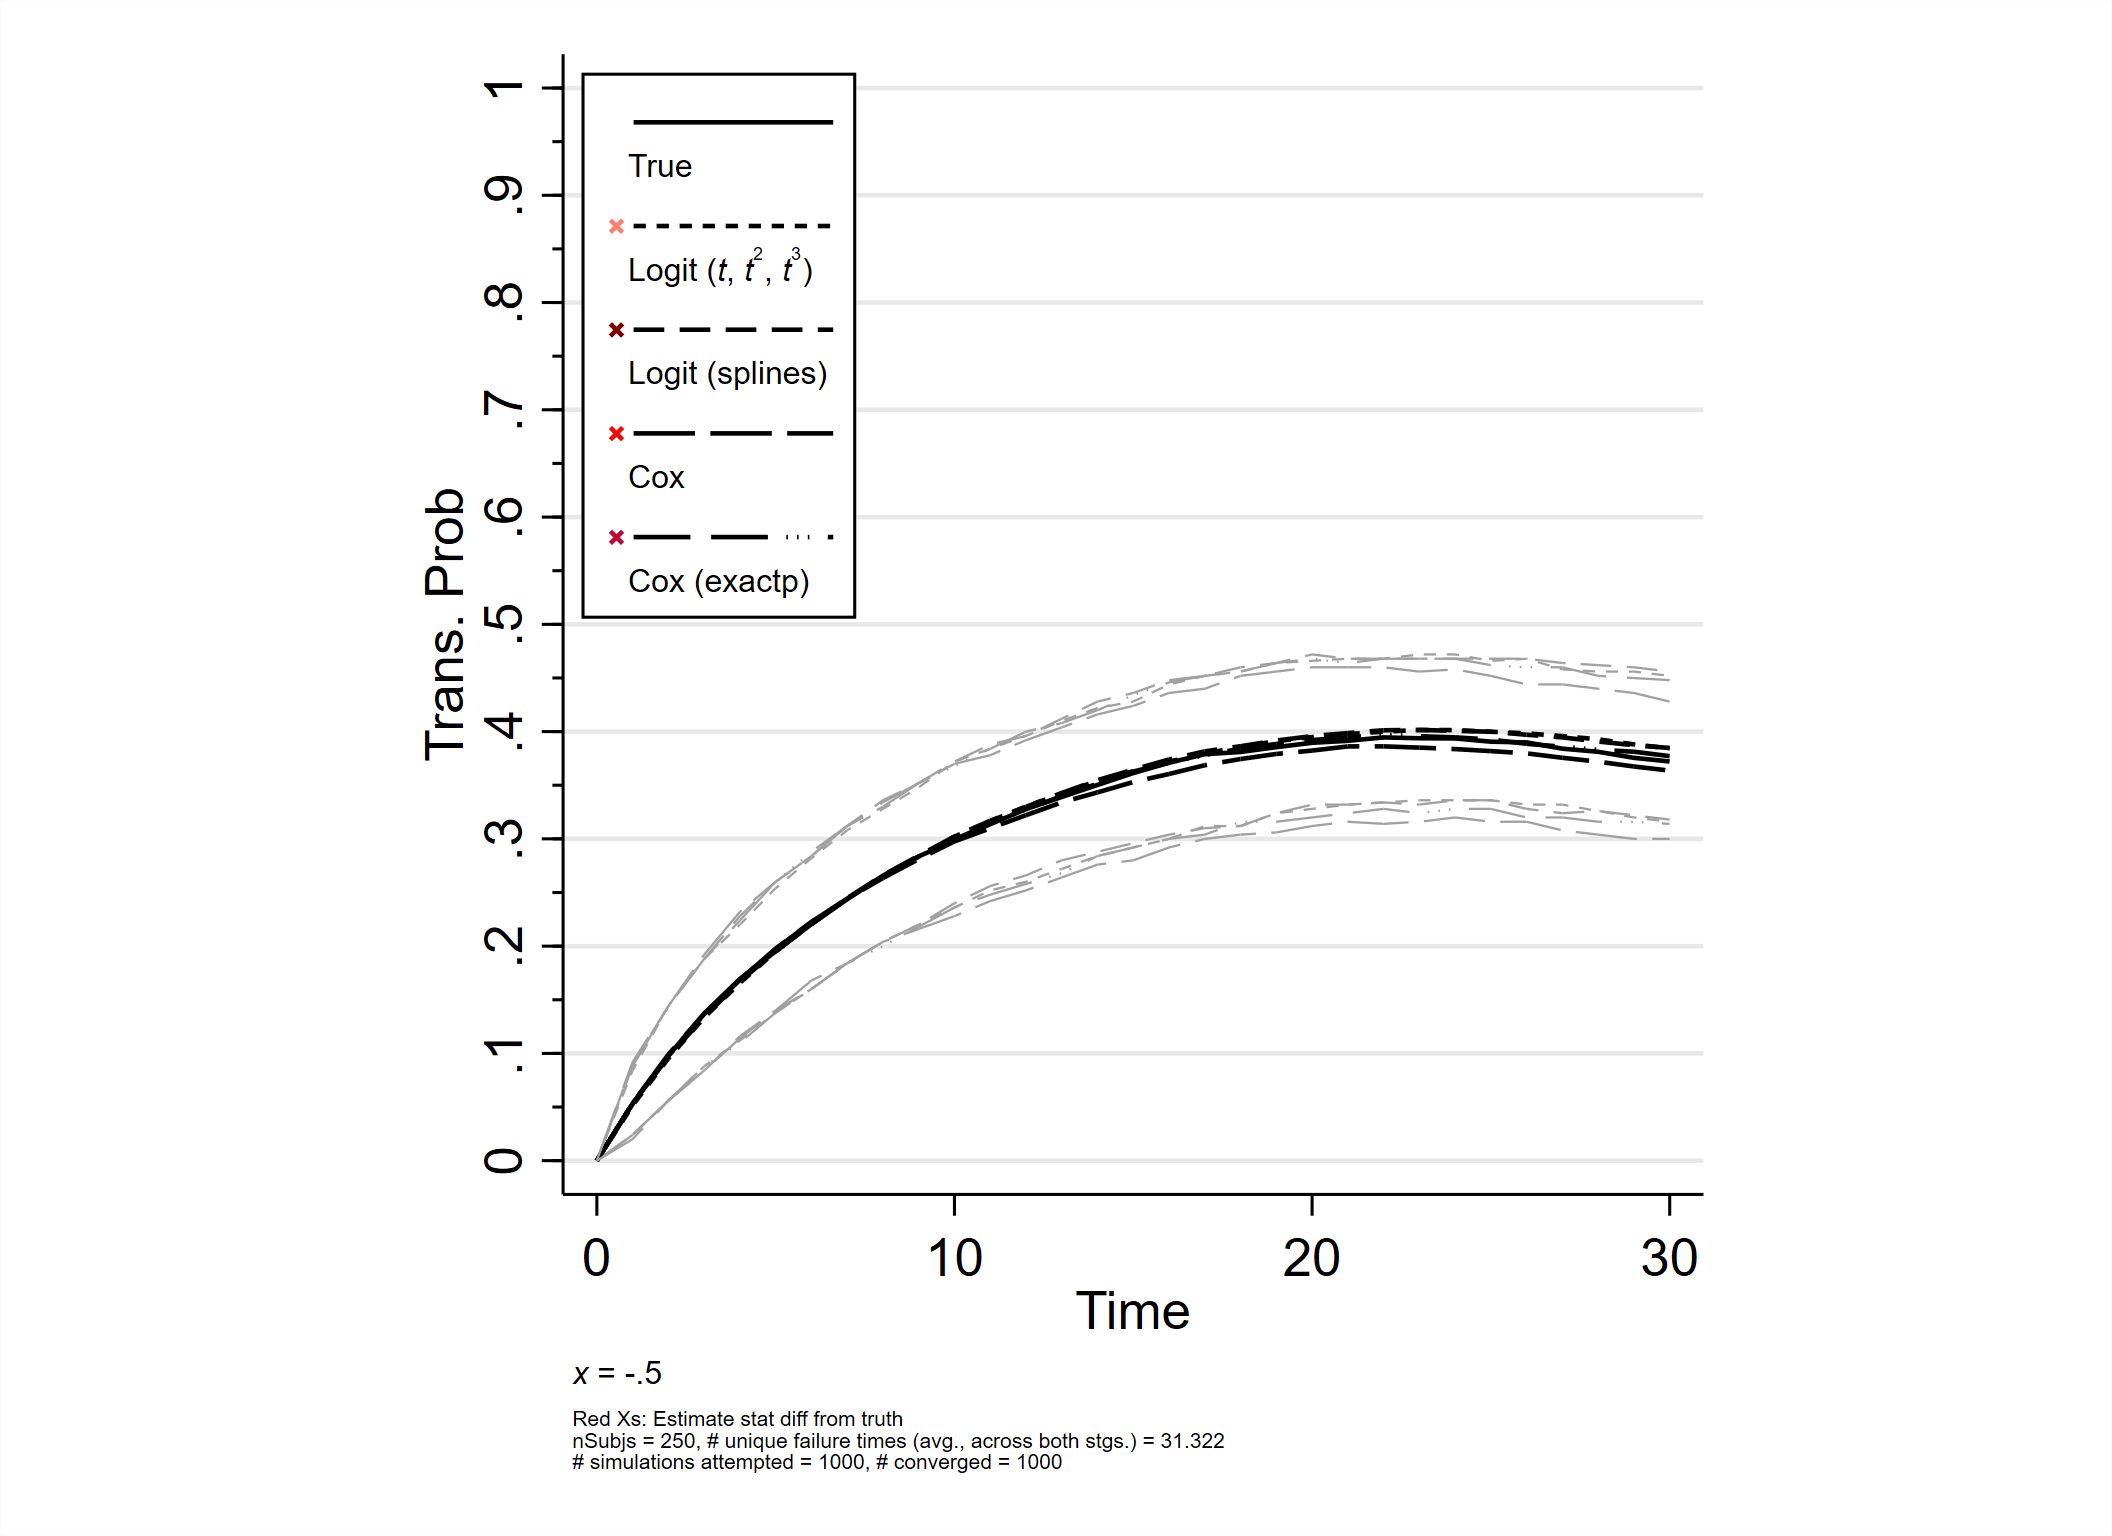 True
Logit (t, t², t³)
Logit (splines)
Cox
Cox (exactp)
Trans. Prob
1
.9
.8
.7
.6
.5
.4
.3
.2
.1
0
0 10 20 30
Time
x = -.5
Red Xs: Estimate stat diff from truth
nSubjs = 250, # unique failure times (avg., across both stgs.) = 31.322
# simulations attempted = 1000, # converged = 1000